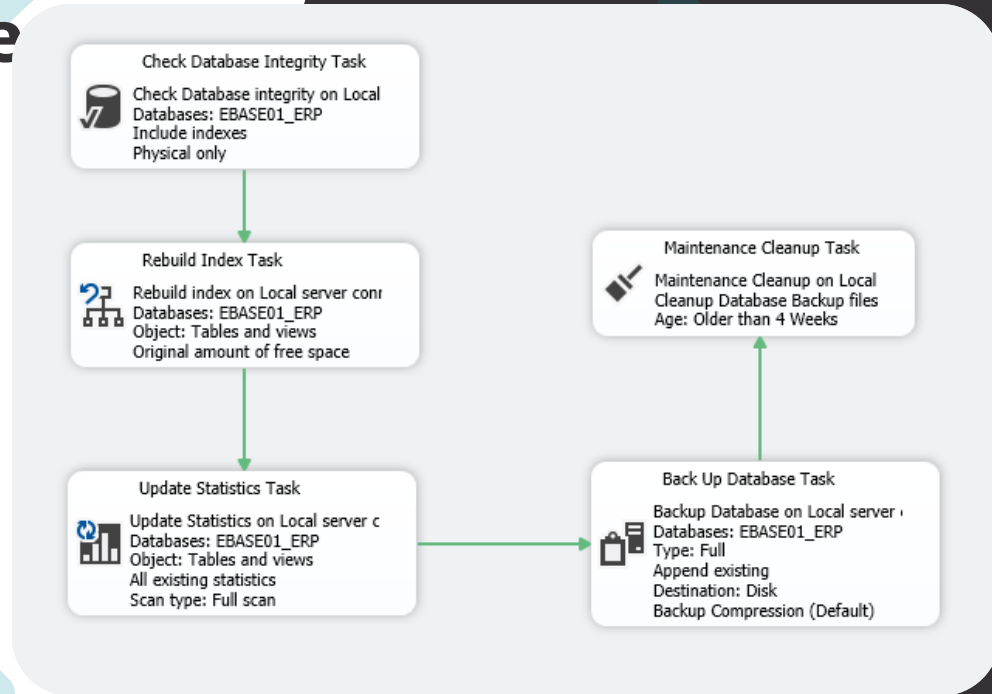 e
Check Database Integrity Task
Check Database integrity on Local
Databases: EBASE01_ERP
Include indexes
Physical only
Rebuild Index Task
Rebuild index on Local server conr
Databases: EBASE01_ERP
Object: Tables and views
Original amount of free space
Update Statistics Task
Update Statistics on Local server c
Databases: EBASE01_ERP
Object: Tables and views
All existing statistics
Scan type: Full scan
Back Up Database Task
Backup Database on Local server
Databases: EBASE01_ERP
Type: Full
Append existing
Destination: Disk
Backup Compression (Default)
Maintenance Cleanup Task
Maintenance Cleanup on Local
Cleanup Database Backup files
Age: Older than 4 Weeks